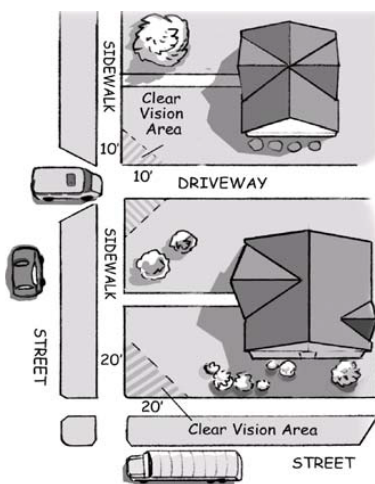 SIDEWALK
Clear
Vision
Area
10'
10'
DRIVEWAY
SIDEWALK
STREET
20'
20'
Clear Vision Area
STREET